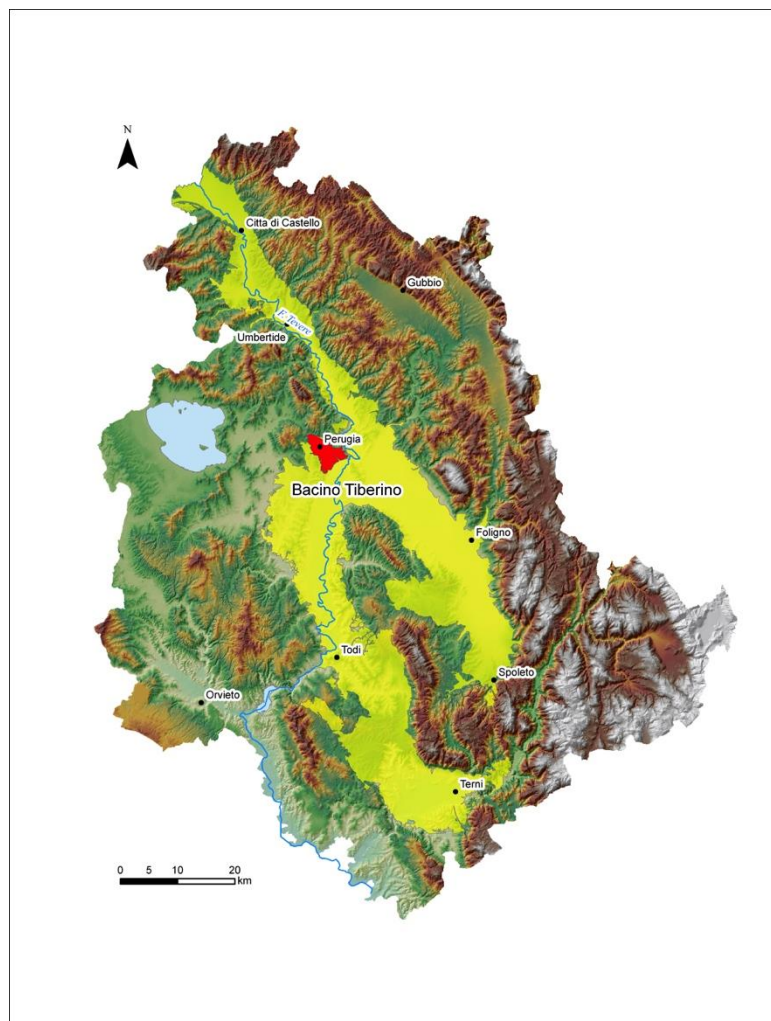 N
Citta di Castello
Gubbio
F. Tevere
Umbertide
Perugia
Bacino Tiberino
Foligno
Todi
Spoleto
Orvieto
Terni
0 5 10 20
km